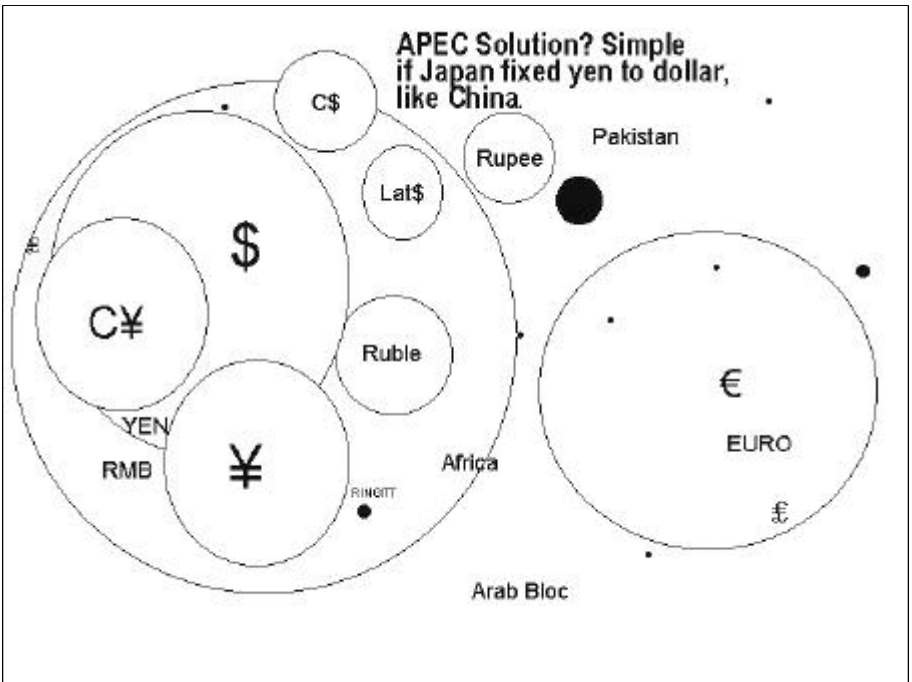 APEC Solution? Simple
if Japan fixed yen to dollar,
like China.
C$
Rupee
Pakistan
Lat$
$
C¥
Ruble
€
YEN
EURO
RMB
¥
Africa
RINGITT
£
Arab Bloc